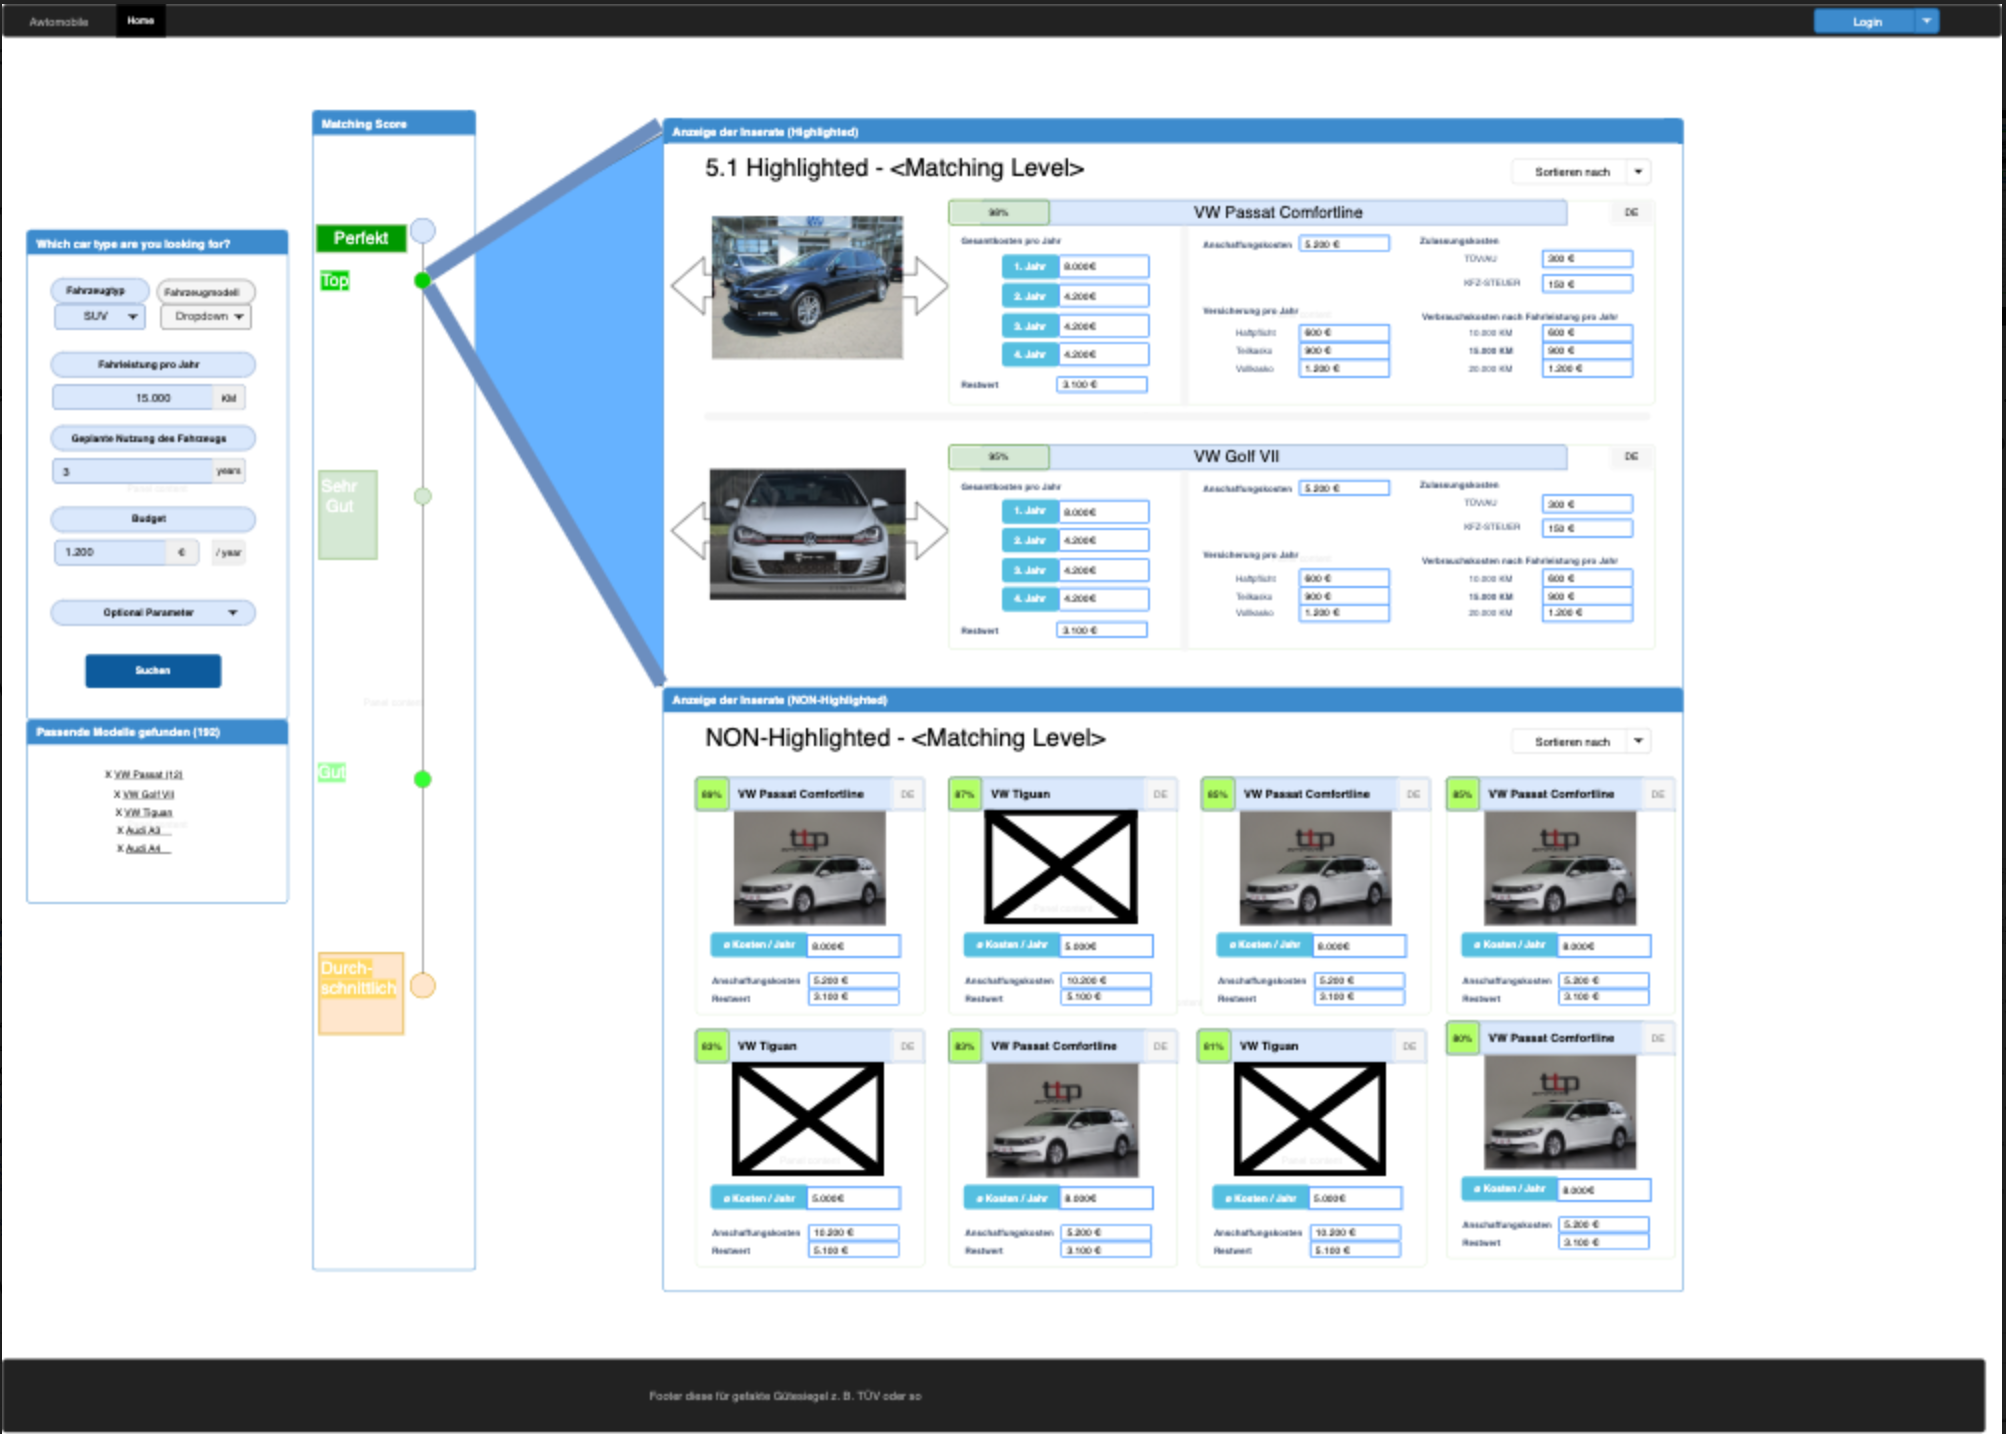 Awtomobile
Home
Login
Which car type are you looking for?
Fahrzeugtyp
Fahrzeugmodell
SUV
Dropdown
Fahrleistung pro Jahr
15.000
KM
Geplante Nutzung des Fahrzeugs
3
years
Panel content
Budget
1.200
€
/ year
Optional Parameter
Suchen
Passende Modelle gefunden (192)
X VW Passat (12)
X VW Golf VII
X VW Tiguan
X Audi A3
X Audi A4
Matching Score
Perfekt
Top
Sehr
Gut
Panel content
Gut
Durch-
schnittlich
Anzeige der Inserate (Highlighted)
5.1 Highlighted - <Matching Level>
Sortieren nach
98%
VW Passat Comfortline
DE
Gesamtkosten pro Jahr
1. Jahr
8.000€
2. Jahr
4.200€
3. Jahr
4.200€
4. Jahr
4.200€
Restwert
3.100 €
Anschaffungskosten
5.200 €
Versicherung pro Jahr
Haftpflicht
600 €
Teilkasko
900 €
Vollkasko
1.200 €
Zulassungskosten
TÜV/AU
300 €
KFZ-STEUER
150 €
Verbrauchskosten nach Fahrleistung pro Jahr
10.000 KM
600 €
15.000 KM
900 €
20.000 KM
1.200 €
95%
VW Golf VII
DE
Gesamtkosten pro Jahr
1. Jahr
8.000€
2. Jahr
4.200€
3. Jahr
4.200€
4. Jahr
4.200€
Restwert
3.100 €
Anschaffungskosten
5.200 €
Versicherung pro Jahr
Haftpflicht
600 €
Teilkasko
900 €
Vollkasko
1.200 €
Zulassungskosten
TÜV/AU
300 €
KFZ-STEUER
150 €
Verbrauchskosten nach Fahrleistung pro Jahr
10.000 KM
600 €
15.000 KM
900 €
20.000 KM
1.200 €
Anzeige der Inserate (NON-Highlighted)
NON-Highlighted - <Matching Level>
Sortieren nach
89%
VW Passat Comfortline
DE
ttp
ø Kosten / Jahr
8.000€
Anschaffungskosten
5.200 €
Restwert
3.100 €
87%
VW Tiguan
DE
Panel content
ø Kosten / Jahr
5.000€
Anschaffungskosten
10.200 €
Restwert
5.100 €
85%
VW Passat Comfortline
DE
ttp
ø Kosten / Jahr
8.000€
Anschaffungskosten
5.200 €
Restwert
3.100 €
85%
VW Passat Comfortline
DE
ttp
ø Kosten / Jahr
8.000€
Anschaffungskosten
5.200 €
Restwert
3.100 €
83%
VW Tiguan
DE
Panel content
ø Kosten / Jahr
5.000€
Anschaffungskosten
10.200 €
Restwert
5.100 €
83%
VW Passat Comfortline
DE
ttp
ø Kosten / Jahr
8.000€
Anschaffungskosten
5.200 €
Restwert
3.100 €
81%
VW Tiguan
DE
Panel content
ø Kosten / Jahr
5.000€
Anschaffungskosten
10.200 €
Restwert
5.100 €
80%
VW Passat Comfortline
DE
ttp
ø Kosten / Jahr
8.000€
Anschaffungskosten
5.200 €
Restwert
3.100 €
Footer diese für gefakte Gütesiegel z. B. TÜV oder so